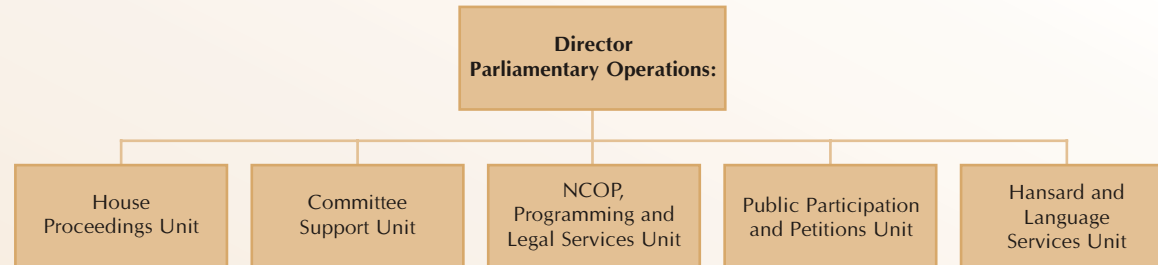 Director
Parliamentary Operations:
House
Proceedings Unit
Committee
Support Unit
NCOP,
Programming and
Legal Services Unit
Public Participation
and Petitions Unit
Hansard and
Language
Services Unit